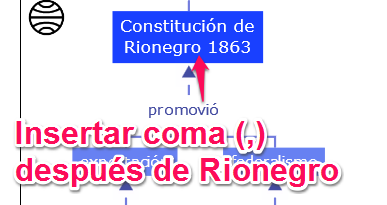 Constitución de
Rionegro 1863
promovió
Insertar coma (,)
después de Rionegro
federalismo